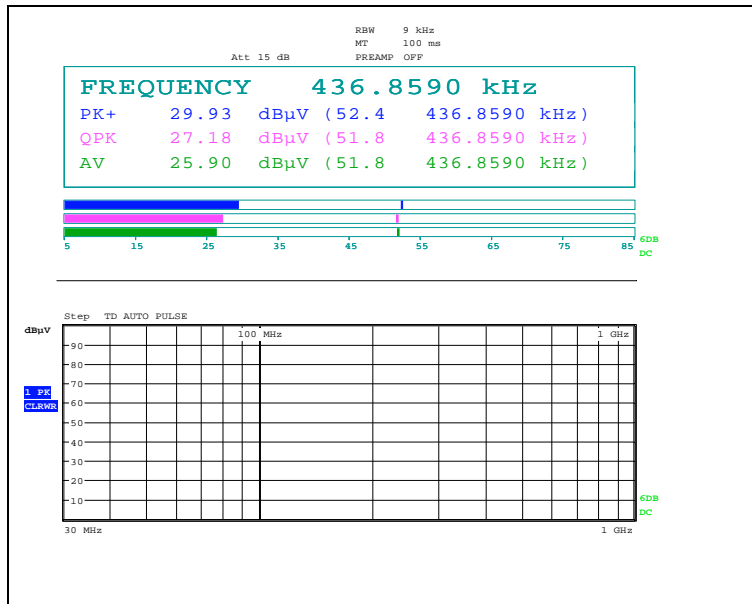 RBW 9 kHz
MT 100 ms
Att 15 dB PREAMP OFF
FREQUENCY 436.8590 kHz
PK+ 29.93 dBµV (52.4 436.8590 kHz)
QPK 27.18 dBµV (51.8 436.8590 kHz)
AV 25.90 dBµV (51.8 436.8590 kHz)
5 15 25 35 45 55 65 75 85
6DB
DC
Step TD AUTO PULSE
dBµV
100 MHz 1 GHz
90
80
70
1 PK
60
CLRWR
50
40
30
20
10
6DB
DC
30 MHz 1 GHz